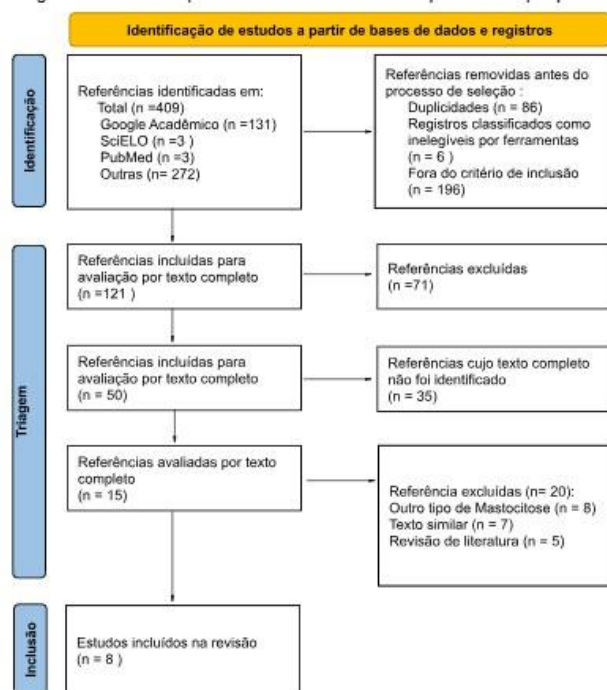 Identificação de estudos a partir de bases de dados e registros
Identificação
Referências identificadas em:
Total (n =409)
Google Acadêmico (n =131)
SciELO (n =3 )
PubMed (n =3)
Outras (n= 272)
Referências removidas antes do
processo de seleção :
Duplicidades (n = 86)
Registros classificados como
inelegíveis por ferramentas
(n = 6 )
Fora do critério de inclusão
(n = 196)
Triagem
Referências incluídas para
avaliação por texto completo
(n =121 )
Referências excluídas
(n =71)
Referências incluídas para
avaliação por texto completo
(n = 50)
Referências cujo texto completo
não foi identificado
(n = 35)
Referências avaliadas por texto
completo
(n = 15)
Referência excluídas (n= 20):
Outro tipo de Mastocitose (n = 8)
Texto similar (n = 7)
Revisão de literatura (n = 5)
Inclusão
Estudos incluídos na revisão
(n = 8 )